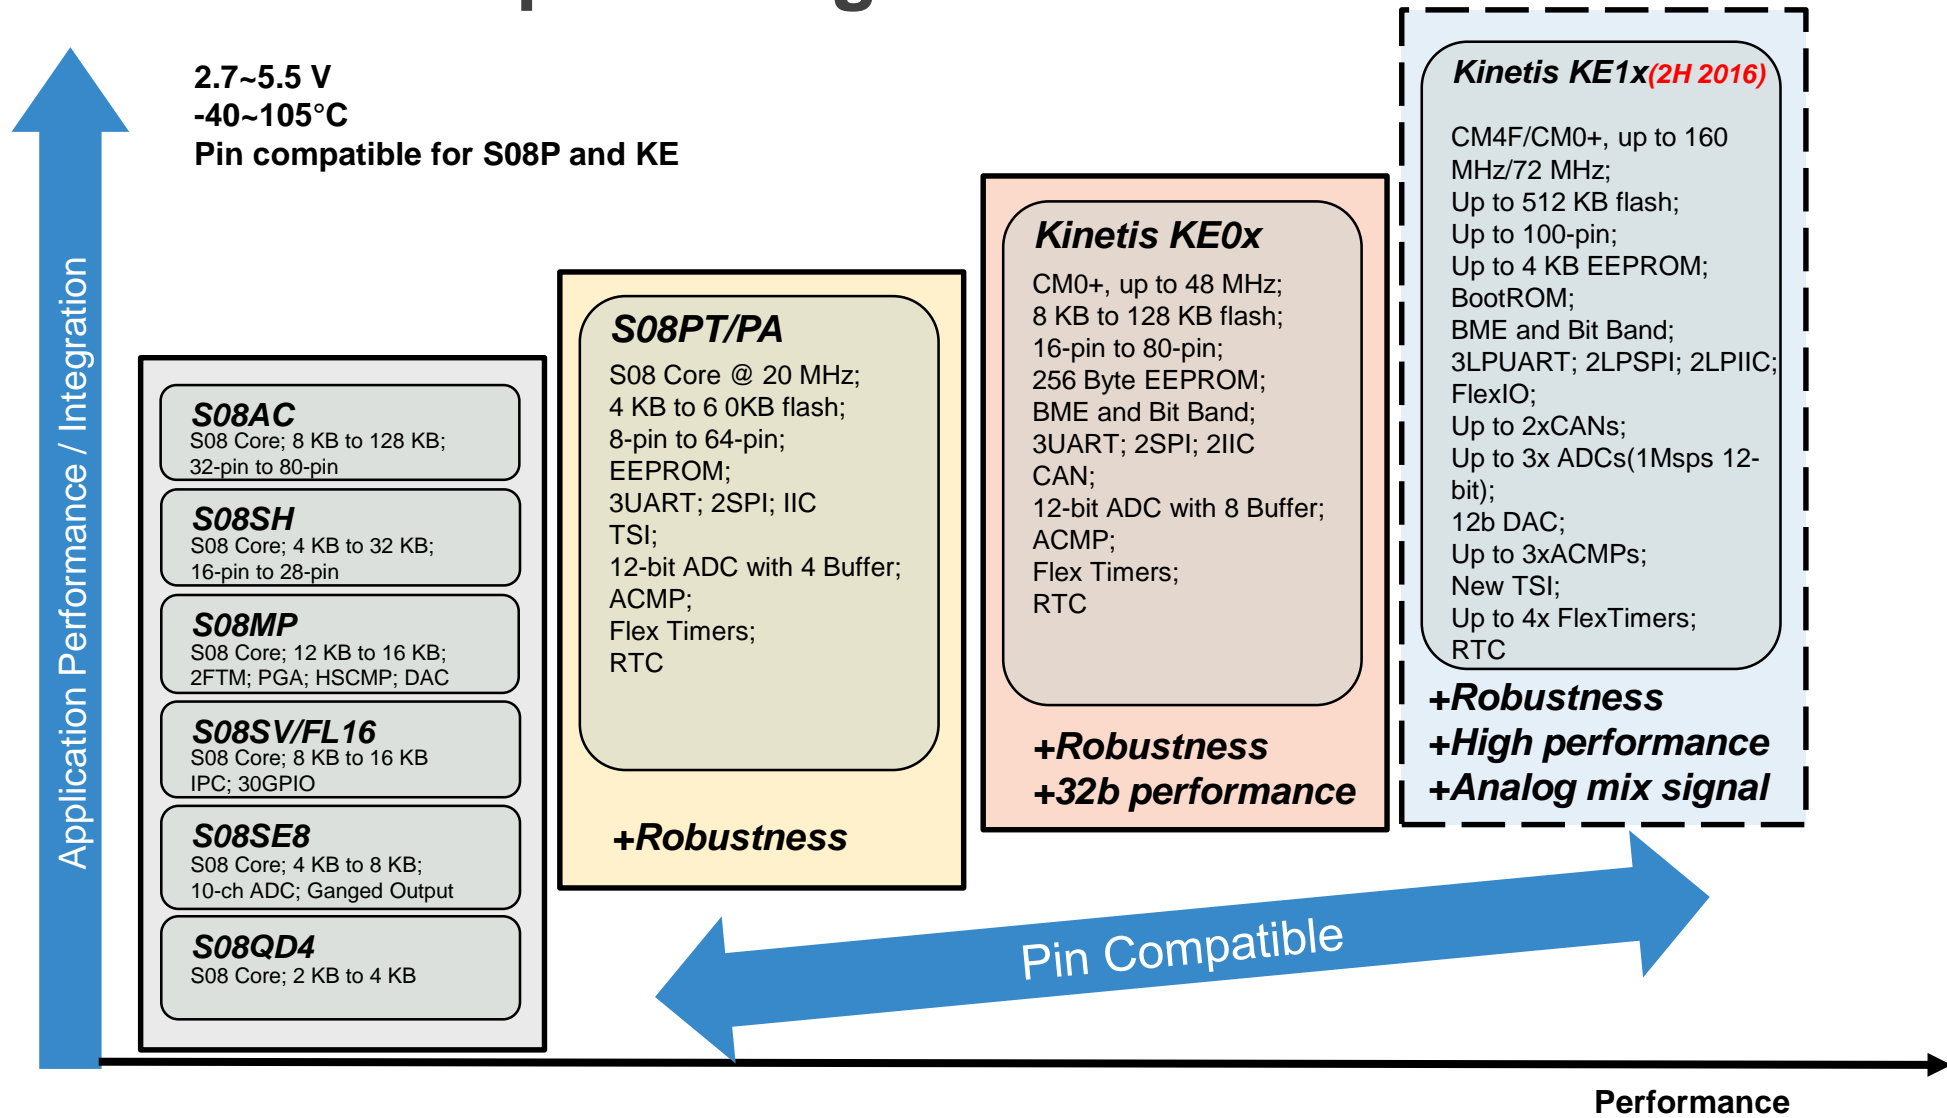 2.7~5.5 V
-40~105°C
Pin compatible for S08P and KE
Application Performance / Integration
S08AC
S08 Core; 8 KB to 128 KB;
32-pin to 80-pin
S08SH
S08 Core; 4 KB to 32 KB;
16-pin to 28-pin
S08MP
S08 Core; 12 KB to 16 KB;
2FTM; PGA; HSCMP; DAC
S08SV/FL16
S08 Core; 8 KB to 16 KB
IPC; 30GPIO
S08SE8
S08 Core; 4 KB to 8 KB;
10-ch ADC; Ganged Output
S08QD4
S08 Core; 2 KB to 4 KB
S08PT/PA
S08 Core @ 20 MHz;
4 KB to 6 0KB flash;
8-pin to 64-pin;
EEPROM;
3UART; 2SPI; IIC
TSI;
12-bit ADC with 4 Buffer;
ACMP;
Flex Timers;
RTC
+Robustness
Kinetis KE0x
CM0+, up to 48 MHz;
8 KB to 128 KB flash;
16-pin to 80-pin;
256 Byte EEPROM;
BME and Bit Band;
3UART; 2SPI; 2IIC
CAN;
12-bit ADC with 8 Buffer;
ACMP;
Flex Timers;
RTC
+Robustness
+32b performance
Kinetis KE1x(2H 2016)
CM4F/CM0+, up to 160
MHz/72 MHz;
Up to 512 KB flash;
Up to 100-pin;
Up to 4 KB EEPROM;
BootROM;
BME and Bit Band;
3LPUART; 2LPSPI; 2LPIIC;
FlexIO;
Up to 2xCANs;
Up to 3x ADCs(1Msps 12-
bit);
12b DAC;
Up to 3xACMPs;
New TSI;
Up to 4x FlexTimers;
RTC
+Robustness
+High performance
+Analog mix signal
Pin Compatible
Performance